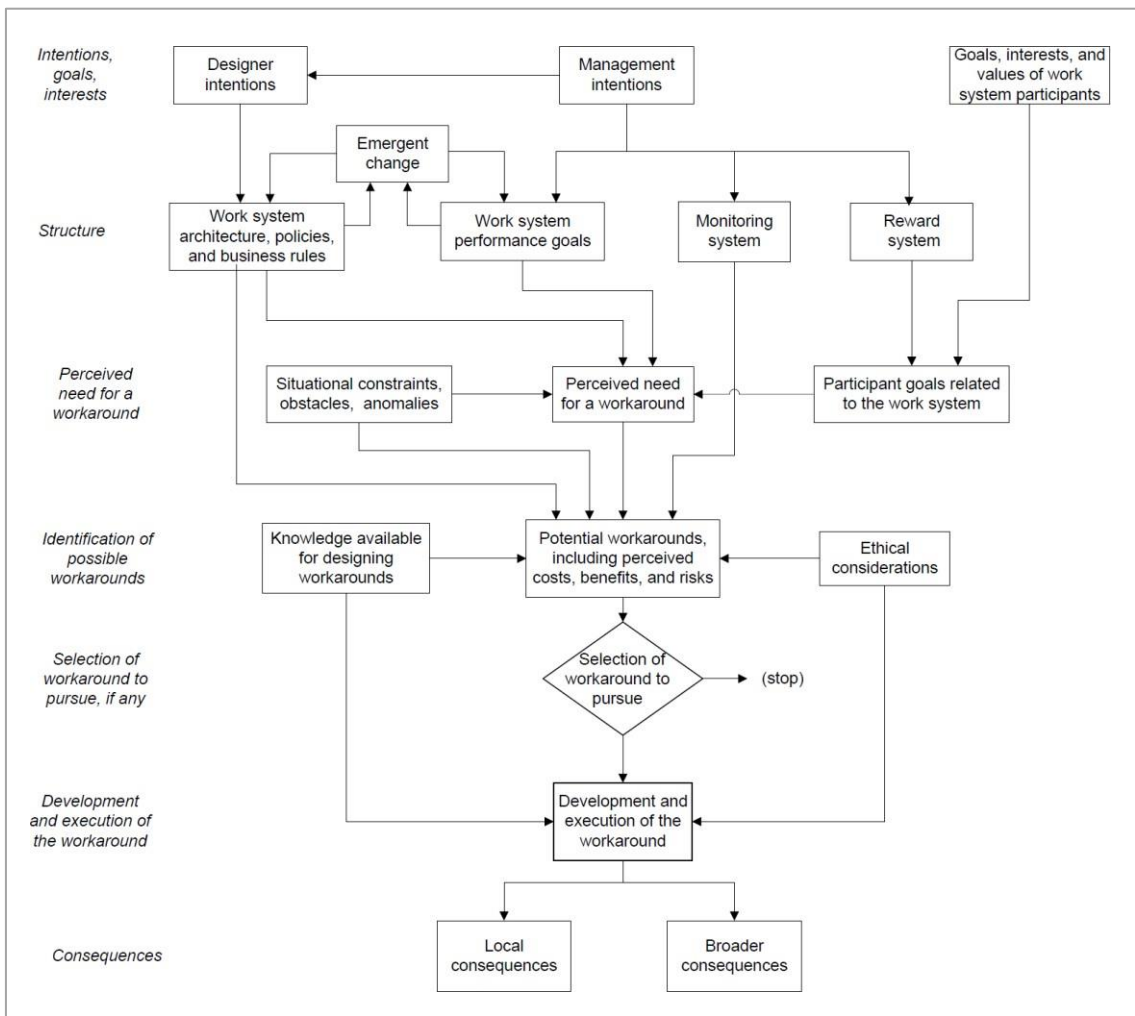 Intentions,
goals,
interests
Designer
intentions
Management
intentions
Goals, interests, and
values of work
system participants
Emergent
change
Structure
Work system
architecture, policies,
and business rules
Work system
performance goals
Monitoring
system
Reward
system
Perceived
need for a
workaround
Situational constraints,
obstacles, anomalies
Perceived need
for a workaround
Participant goals related
to the work system
Identification of
possible
workarounds
Knowledge available
for designing
workarounds
Potential workarounds,
including perceived
costs, benefits, and risks
Ethical
considerations
Selection of
workaround to
pursue, if any
Selection of
workaround to
pursue
(stop)
Development
and execution of
the workaround
Development and
execution of the
workaround
Consequences
Local
consequences
Broader
consequences